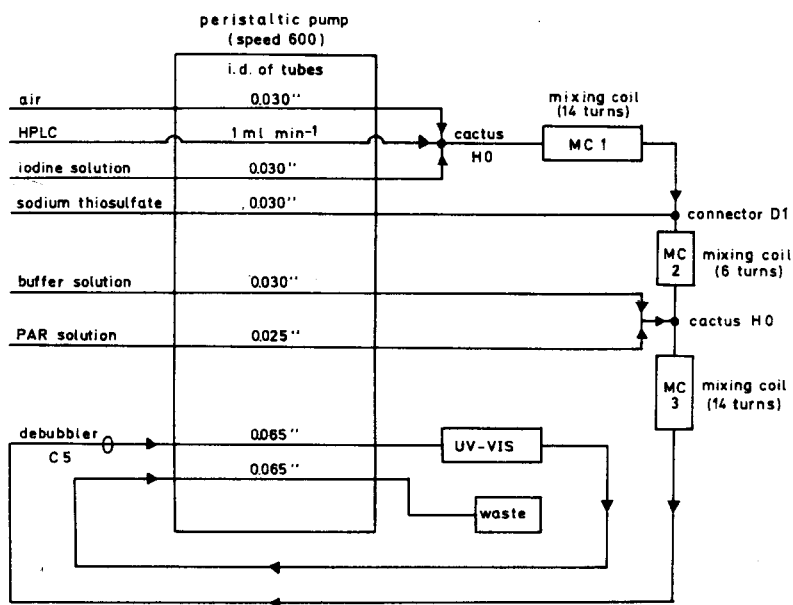 peristaltic pump
(speed 600)
i.d. of tubes
air
0.030''
HPLC
1 ml min-1
iodine solution
0.030''
sodium thiosulfate
0.030''
buffer solution
0.030''
PAR solution
0.025''
debubbler
C5
0.065''
0.065''
cactus
H0
mixing coil
(14 turns)
MC 1
connector D1
MC
2
mixing coil
(6 turns)
cactus H0
MC
3
mixing coil
(14 turns)
UV-VIS
waste